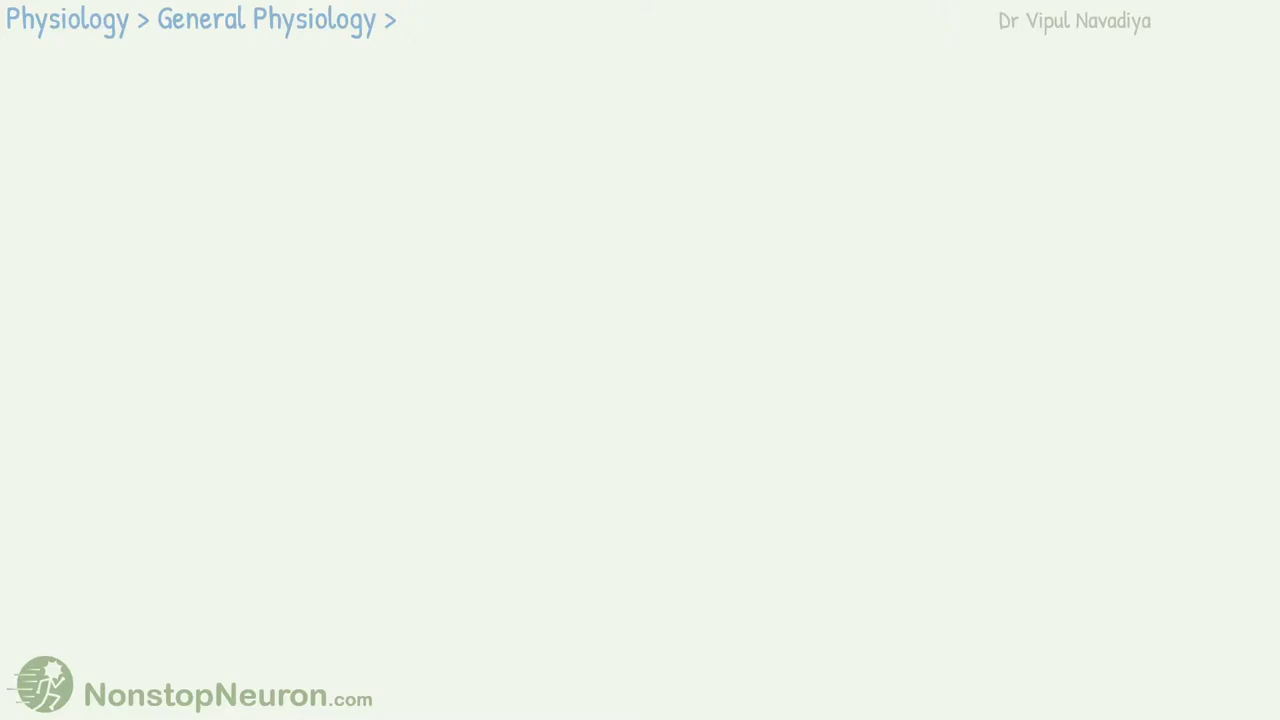 Physiology > General Physiology >
Dr Vipul Navadiya
NonstopNeuron.com